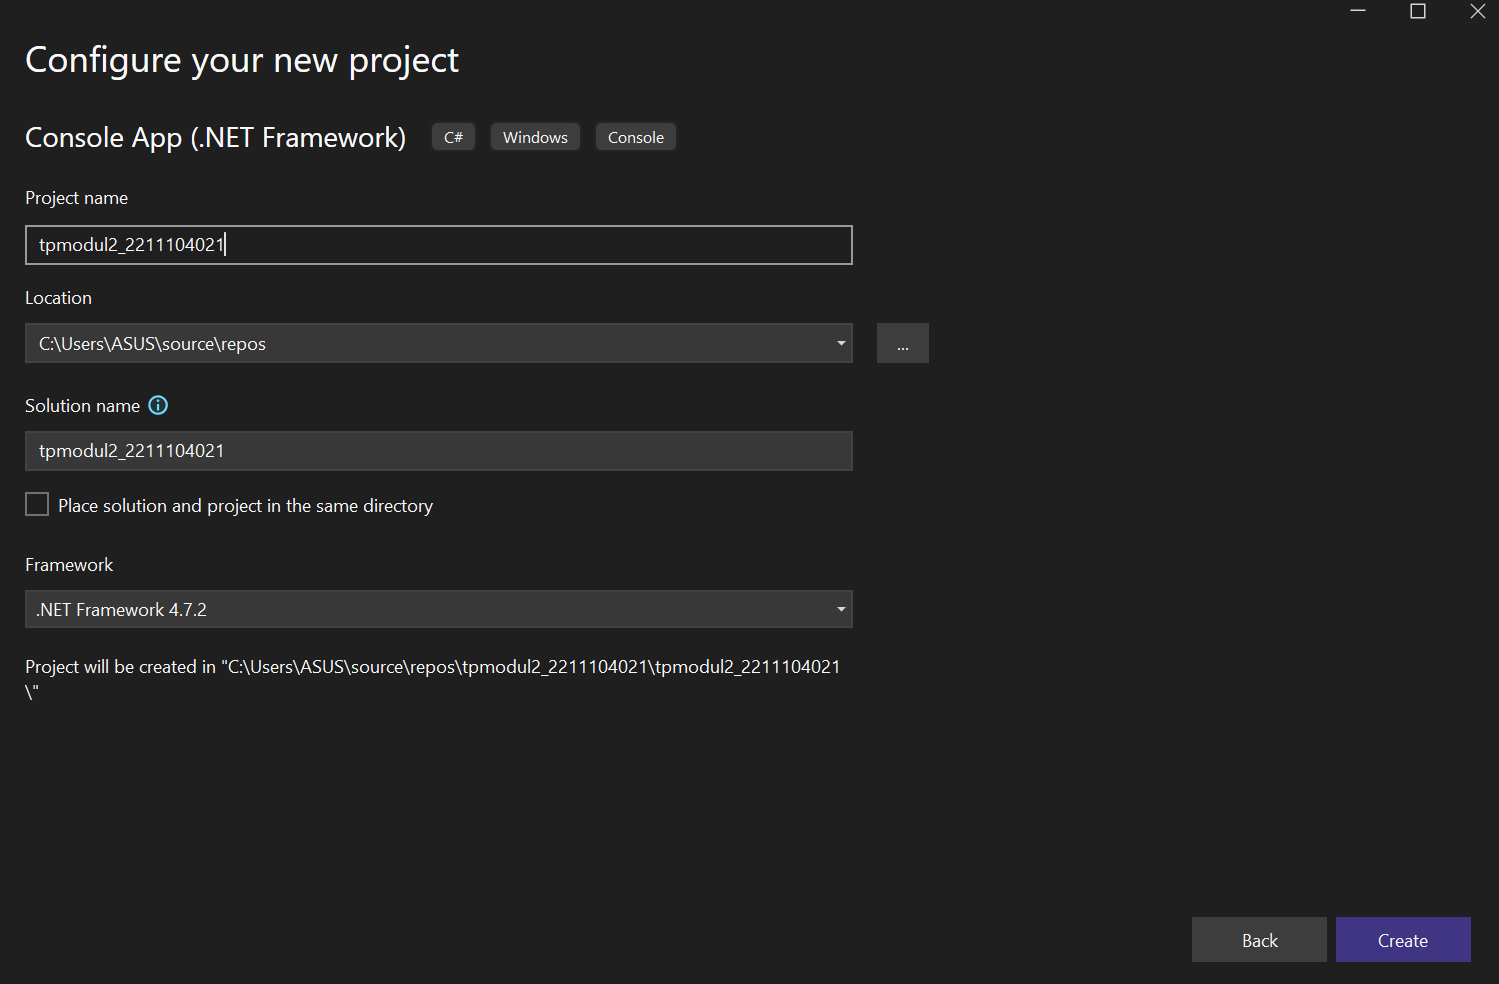 Configure your new project
Console App (.NET Framework) C# Windows Console
Project name
tpmodul2_2211104021
Location
C:\Users\ASUS\source\repos
...
Solution name
tpmodul2_2211104021
Place solution and project in the same directory
Framework
.NET Framework 4.7.2
Project will be created in "C:\Users\ASUS\source\repos\tpmodul2_2211104021\tpmodul2_2211104021
\"
Back Create